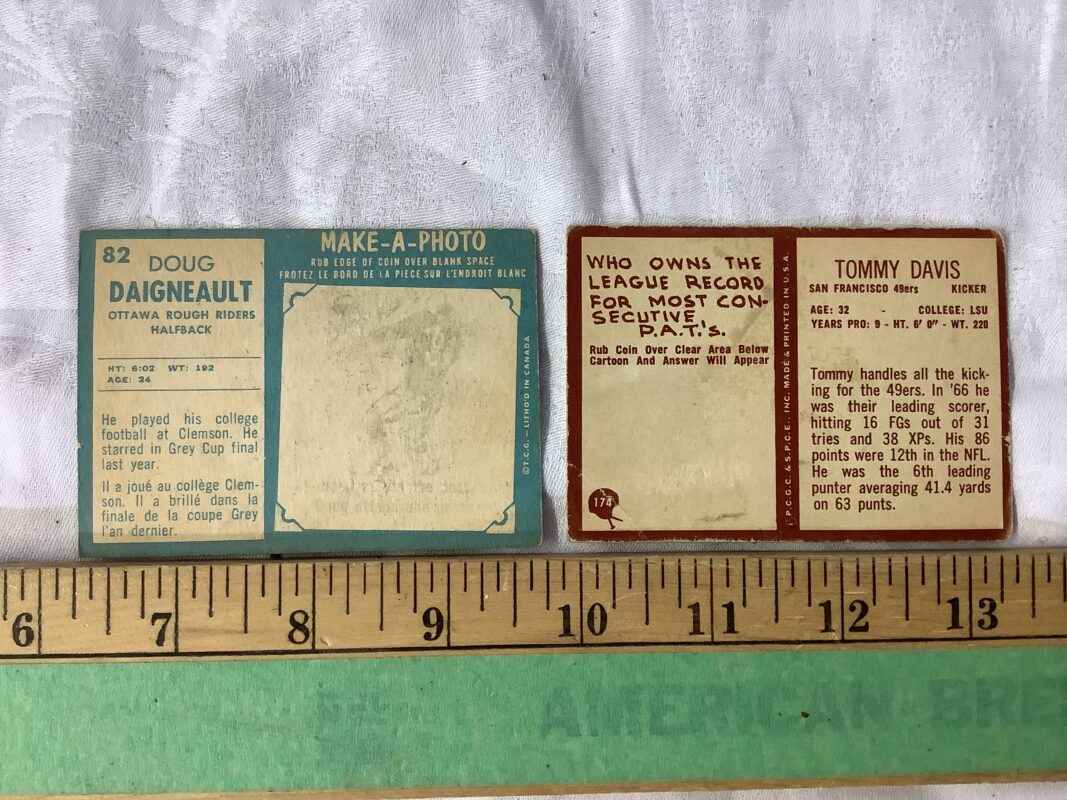 82
DOUG
DAIGNEAULT
OTTAWA ROUGH RIDERS
HALFBACK
HT: 6:02 WT: 192
AGE: 24
He played his college
football at Clemson. He
starred in Grey Cup final
last year.
Il a joué au collège Clem-
son. Il a brillé dans la
finale de la coupe Grey
l'an dernier.
MAKE-A-PHOTO
RUB EDGE OF COIN OVER BLANK SPACE
FROTEZ LE BORD DE LA PIECE SUR L'ENDROIT BLANC
©T.C.G.—LITHO'D IN CANADA
WHO OWNS THE
LEAGUE RECORD
FOR MOST CON-
SECUTIVE
P.A.T.'s.
Rub Coin Over Clear Area Below
Cartoon And Answer Will Appear
174
P.C.G.C. & S.P.C.E., INC. MADE & PRINTED IN U.S.A.
TOMMY DAVIS
SAN FRANCISCO 49ers KICKER
AGE: 32 - COLLEGE: LSU
YEARS PRO: 9 - HT. 6' 0" - WT. 220
Tommy handles all the kick-
ing for the 49ers. In '66 he
was their leading scorer,
hitting 16 FGs out of 31
tries and 38 XPs. His 86
points were 12th in the NFL.
He was the 6th leading
punter averaging 41.4 yards
on 63 punts.
6 7 8 9 10 11 12 13
AMERICAN BRE